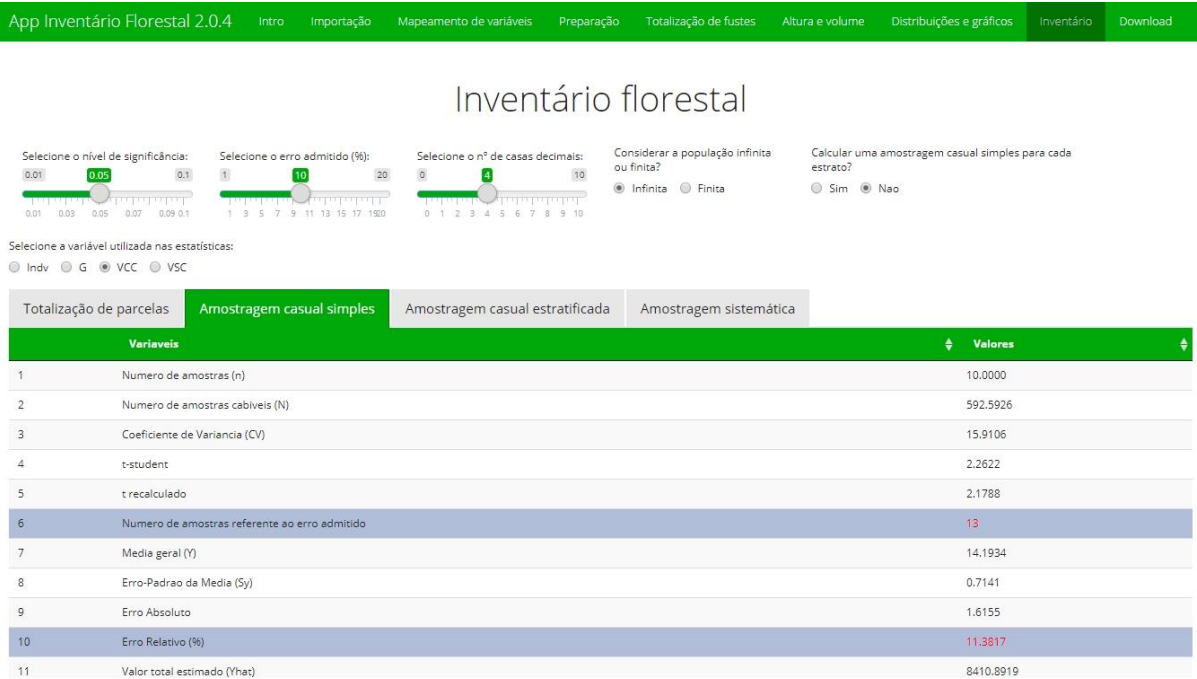 App Inventário Florestal 2.0.4 Intro Importação Mapeamento de variáveis Preparação Totalização de fustes Altura e volume Distribuições e gráficos Inventário Download
Inventário florestal
Selecione o nível de significância:
0.01 0.05 0.1
0.01 0.03 0.05 0.07 0.09 0.1
Selecione o erro admitido (%):
1 10 20
1 3 5 7 9 11 13 15 17 19 20
Selecione o nº de casas decimais:
0 4 10
0 1 2 3 4 5 6 7 8 9 10
Considerar a população infinita
ou finita?
Infinita Finita
Calcular uma amostragem casual simples para cada
estrato?
Sim Nao
Selecione a variável utilizada nas estatísticas:
Indv G VCC VSC
Totalização de parcelas Amostragem casual simples Amostragem casual estratificada Amostragem sistemática
Variaveis Valores
1 Numero de amostras (n) 10.0000
2 Numero de amostras cabiveis (N) 592.5926
3 Coeficiente de Variancia (CV) 15.9106
4 t-student 2.2622
5 t recalculado 2.1788
6 Numero de amostras referente ao erro admitido 13
7 Media geral (Y) 14.1934
8 Erro-Padrao da Media (Sy) 0.7141
9 Erro Absoluto 1.6155
10 Erro Relativo (%) 11.3817
11 Valor total estimado (Yhat) 8410.8919